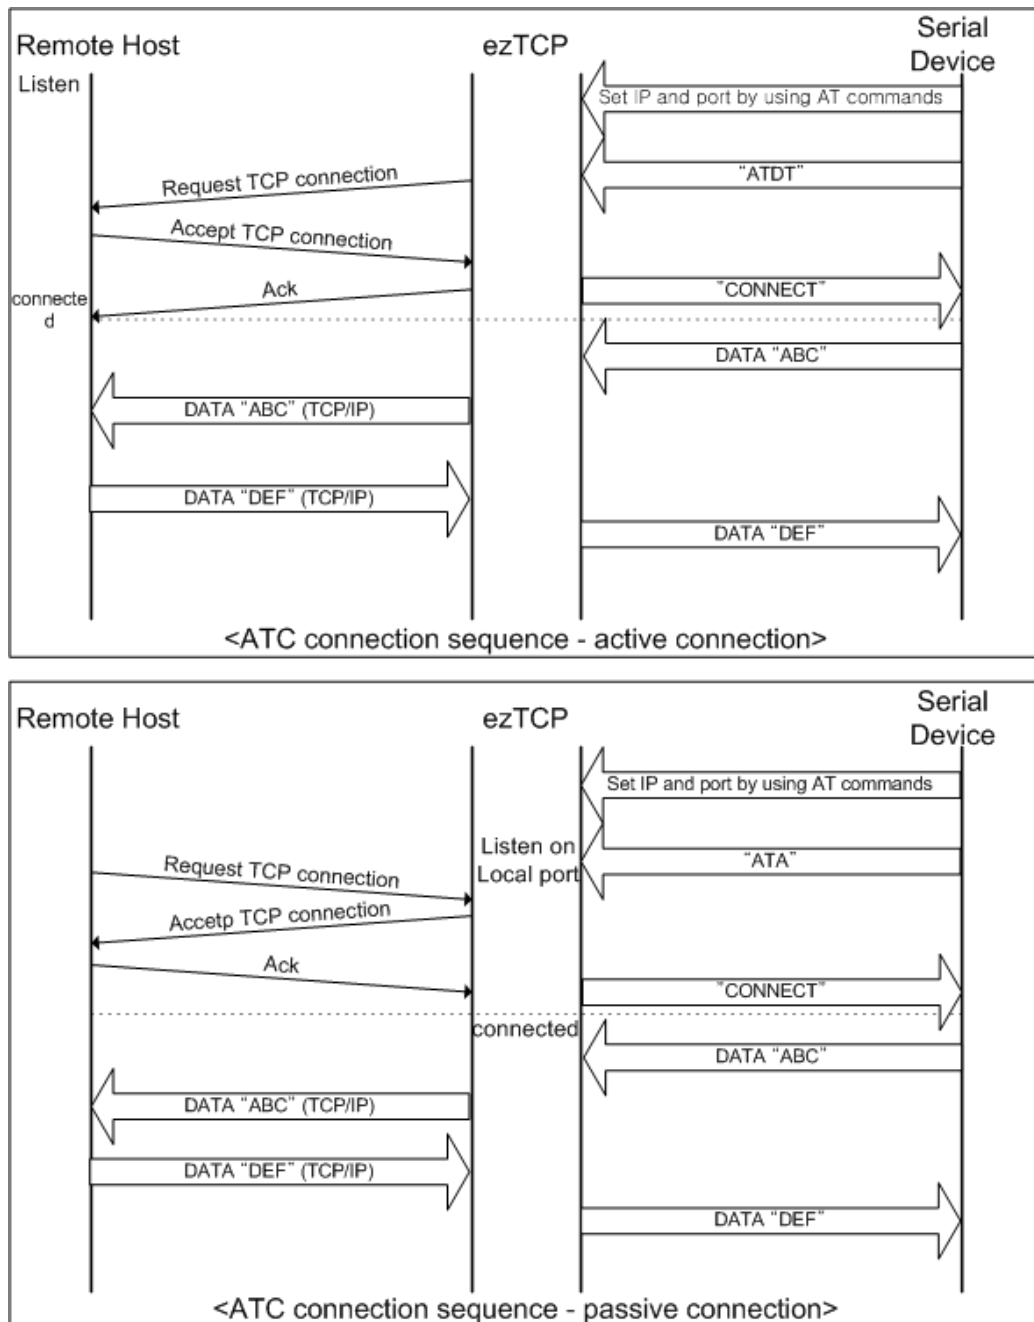 Remote Host
ezTCP
Serial
Device
Listen
Set IP and port by using AT commands
"ATDT"
Request TCP connection
Accept TCP connection
Ack
connecte
d
"CONNECT"
DATA "ABC"
DATA "ABC" (TCP/IP)
DATA "DEF" (TCP/IP)
DATA "DEF"
<ATC connection sequence - active connection>
Remote Host
ezTCP
Serial
Device
Set IP and port by using AT commands
Listen on
Local port
"ATA"
Request TCP connection
Accetp TCP connection
Ack
"CONNECT"
connected
DATA "ABC"
DATA "ABC" (TCP/IP)
DATA "DEF" (TCP/IP)
DATA "DEF"
<ATC connection sequence - passive connection>